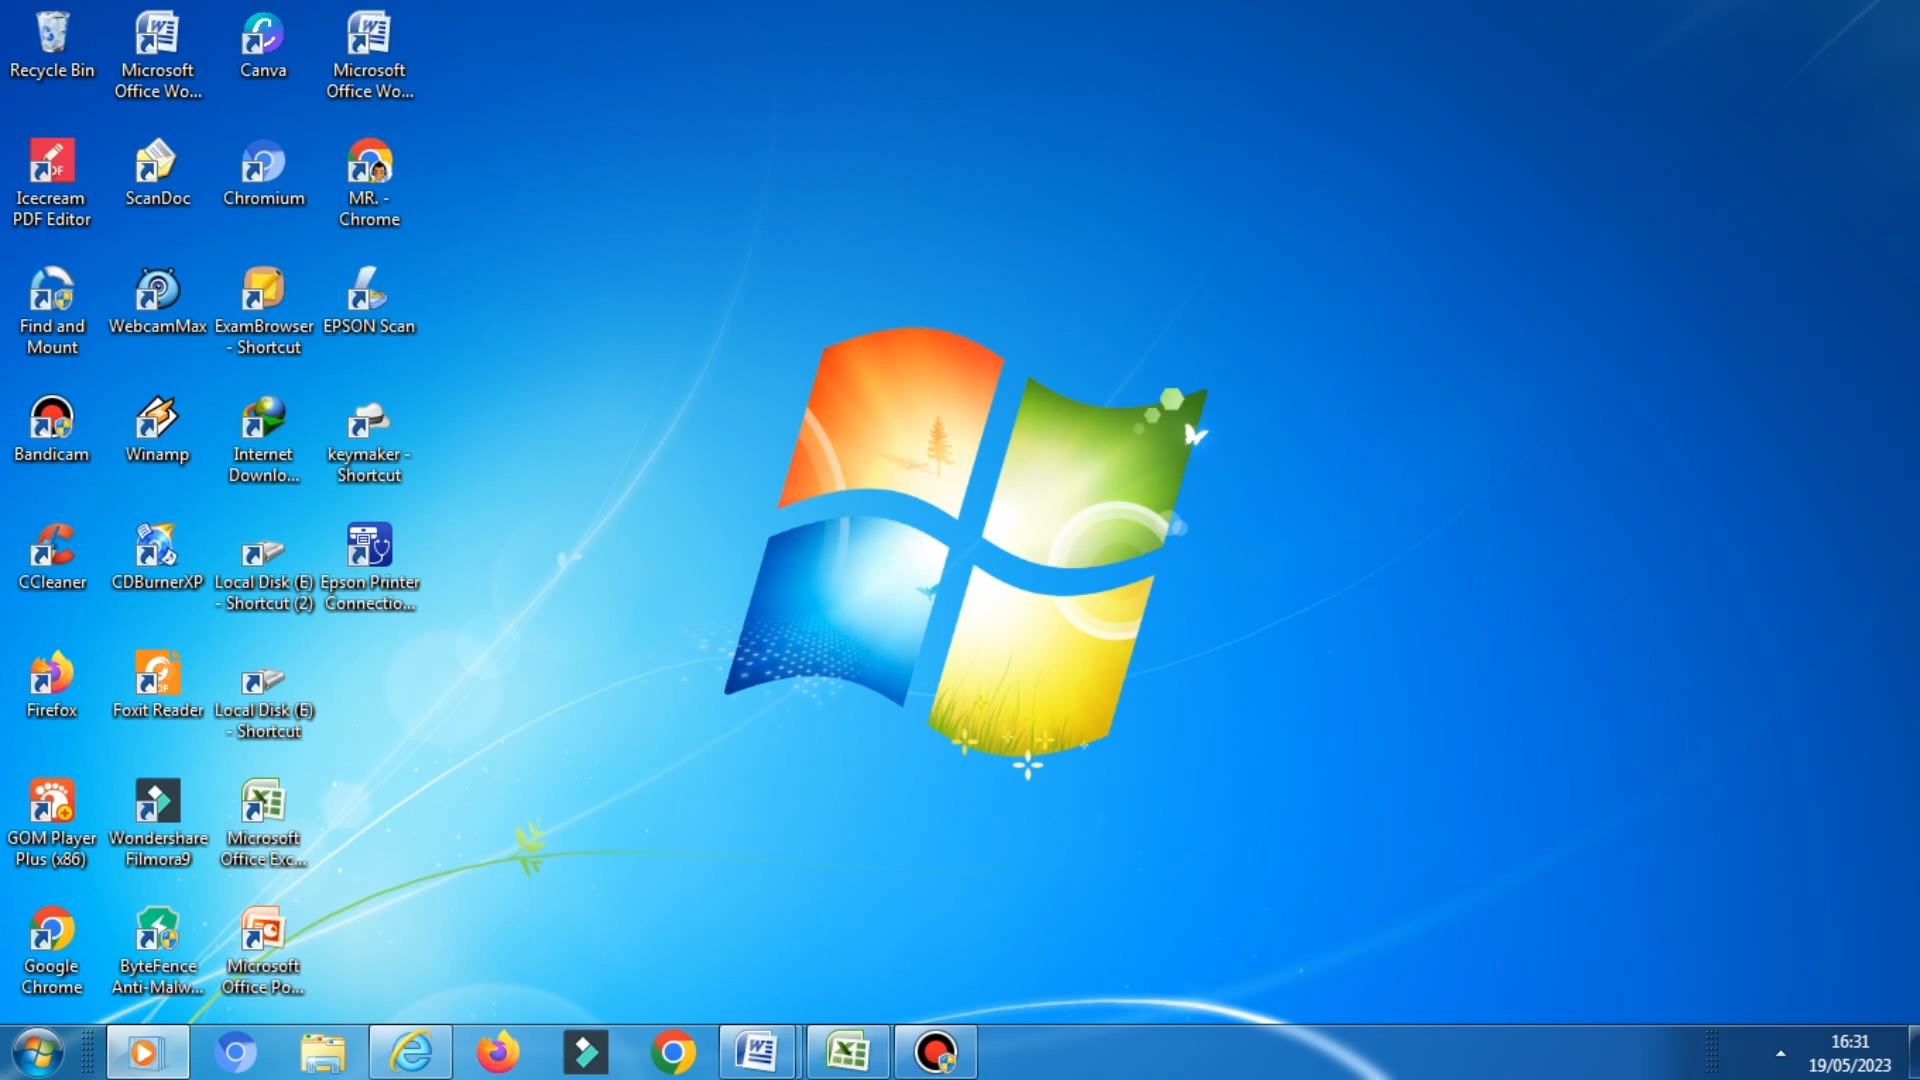 Recycle Bin
Microsoft
Office Wo...
Canva
Microsoft
Office Wo...
Icecream
PDF Editor
ScanDoc
Chromium
MR. -
Chrome
Find and
Mount
WebcamMax
ExamBrowser
- Shortcut
EPSON Scan
Bandicam
Winamp
Internet
Downlo...
keymaker -
Shortcut
CCleaner
CDBurnerXP
Local Disk (E)
- Shortcut (2)
Epson Printer
Connectio...
Firefox
Foxit Reader
Local Disk (E)
- Shortcut
GOM Player
Plus (x86)
Wondershare
Filmora9
Microsoft
Office Exc...
Google
Chrome
ByteFence
Anti-Malw...
Microsoft
Office Po...
16:31
19/05/2023